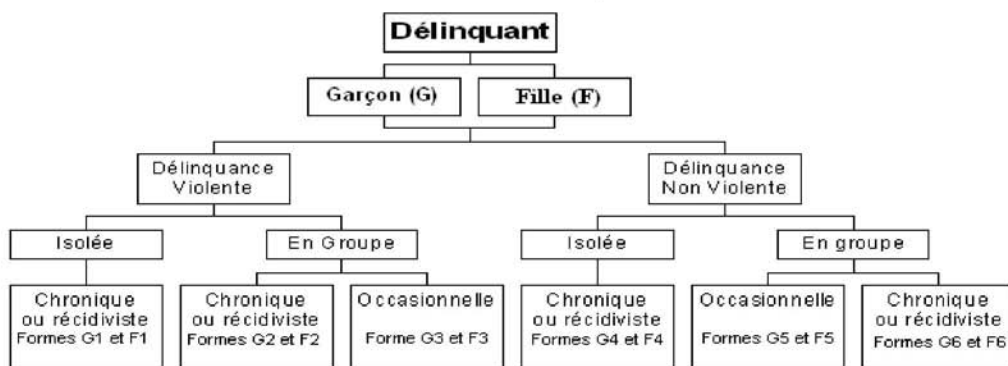 Délinquant
Garçon (G)
Fille (F)
Délinquance
Violente
Délinquance
Non Violente
Isolée
En Groupe
Isolée
En groupe
Chronique
ou récidiviste
Formes G1 et F1
Chronique
ou récidiviste
Formes G2 et F2
Occasionnelle
Forme G3 et F3
Chronique
ou récidiviste
Formes G4 et F4
Occasionnelle
Formes G5 et F5
Chronique
ou récidiviste
Formes G6 et F6